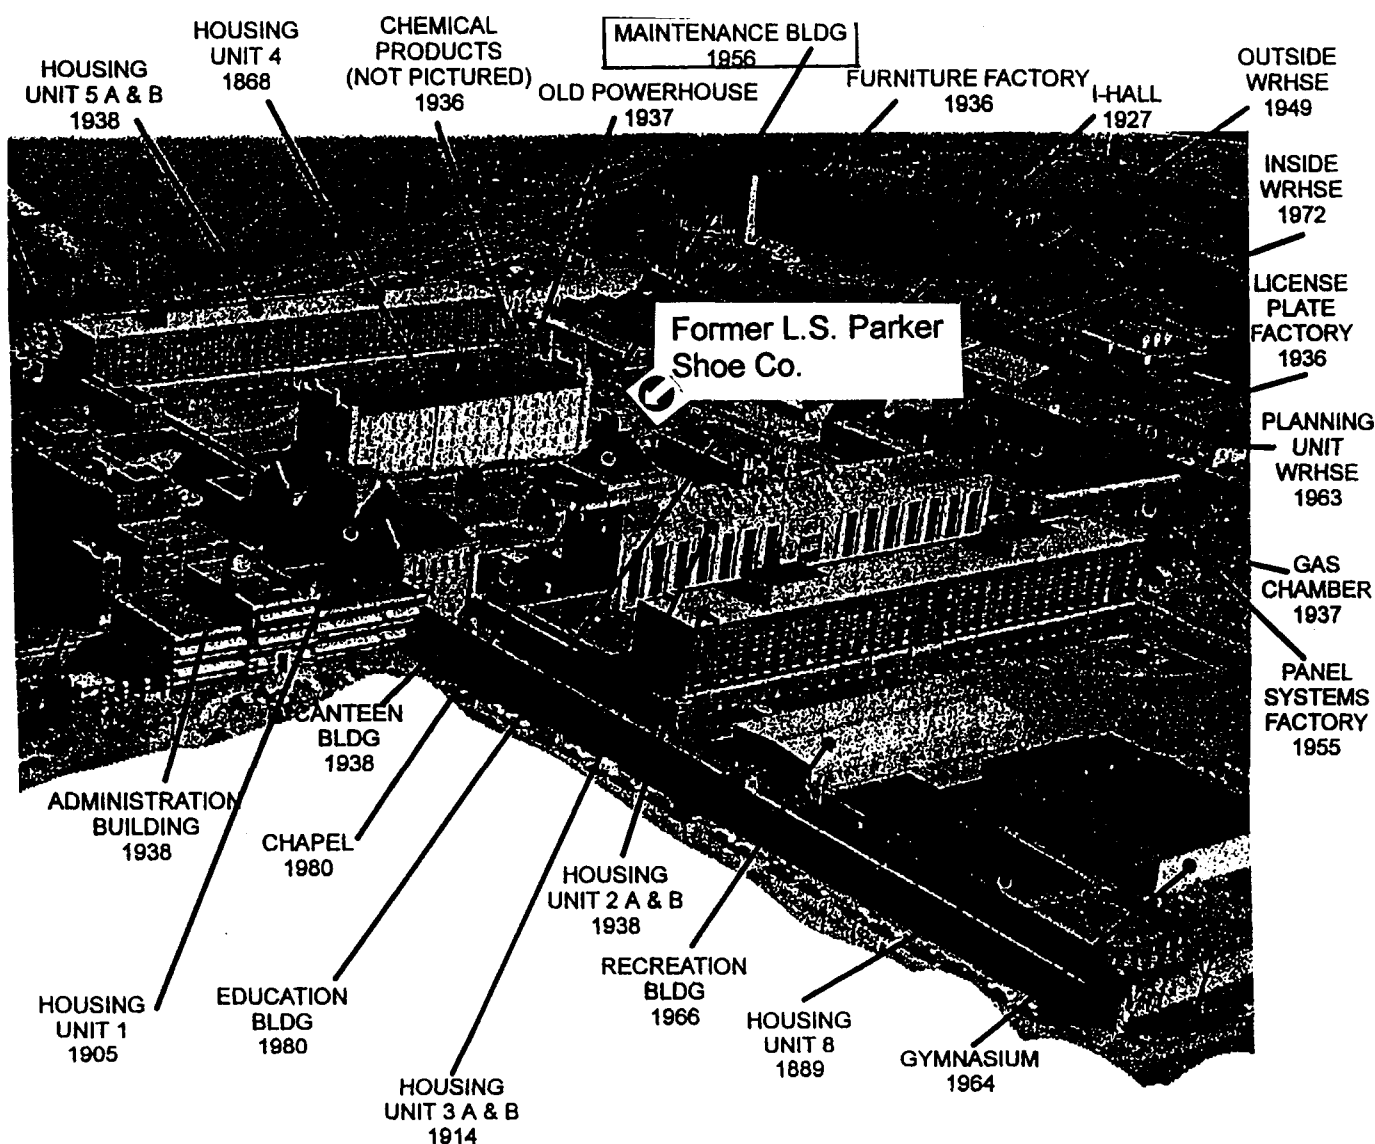 HOUSING
UNIT 4
1868
CHEMICAL
PRODUCTS
(NOT PICTURED)
1936
MAINTENANCE BLDG
1956
HOUSING
UNIT 5 A & B
1938
OLD POWERHOUSE
1937
FURNITURE FACTORY
1936
I-HALL
1927
OUTSIDE
WRHSE
1949
INSIDE
WRHSE
1972
LICENSE
PLATE
FACTORY
1936
Former L.S. Parker
Shoe Co.
PLANNING
UNIT
WRHSE
1963
GAS
CHAMBER
1937
PANEL
SYSTEMS
FACTORY
1955
CANTEEN
BLDG
1938
ADMINISTRATION
BUILDING
1938
CHAPEL
1980
HOUSING
UNIT 2 A & B
1938
RECREATION
BLDG
1966
HOUSING
UNIT 1
1905
EDUCATION
BLDG
1980
HOUSING
UNIT 8
1889
GYMNASIUM
1964
HOUSING
UNIT 3 A & B
1914